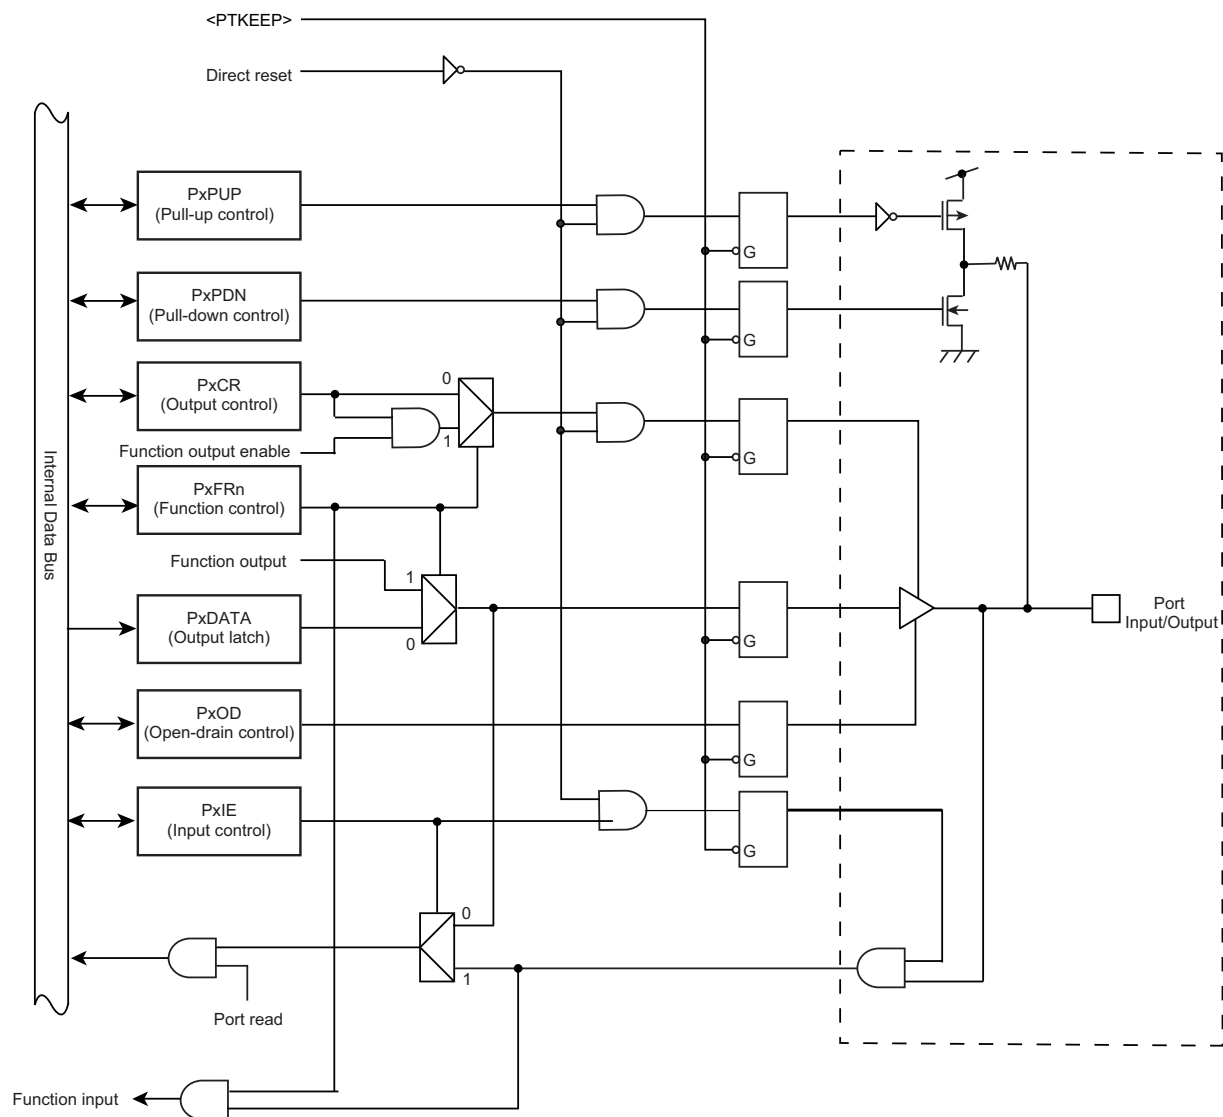 <PTKEEP>
Direct reset
PxPUP
(Pull-up control)
G
PxPDN
(Pull-down control)
G
PxCR
(Output control)
0
1
Function output enable
G
Internal Data Bus
PxFRn
(Function control)
Function output
1
0
PxDATA
(Output latch)
G
Port
Input/Output
PxOD
(Open-drain control)
G
PxIE
(Input control)
G
0
1
Port read
Function input